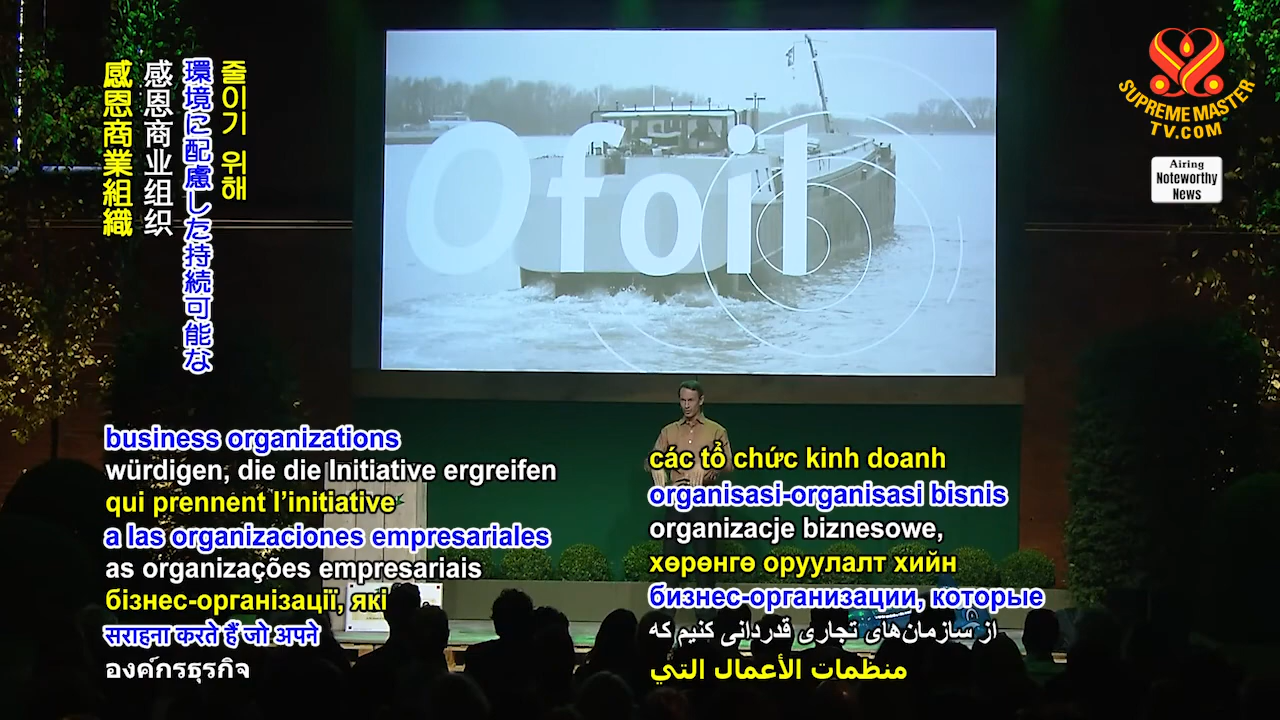 感恩商業組織
感恩商业组织
環境に配慮した持続可能な
줄이기 위해
Ofoil
SUPREME MASTER
TV.COM
Airing
Noteworthy
News
business organizations
würdigen, die die Initiative ergreifen
qui prennent l’initiative
a las organizaciones empresariales
as organizações empresariais
бізнес-організації, які
सराहना करते हैं जो अपने
องค์กรธุรกิจ
các tổ chức kinh doanh
organisasi-organisasi bisnis
organizacje biznesowe,
хөрөнгө оруулалт хийн
бизнес-организации, которые
از سازمان‌های تجاری قدردانی کنیم که
منظمات الأعمال التي